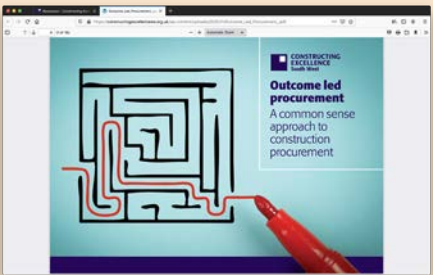 CONSTRUCTING
EXCELLENCE
South West
Outcome led
procurement
A common sense
approach to
construction
procurement